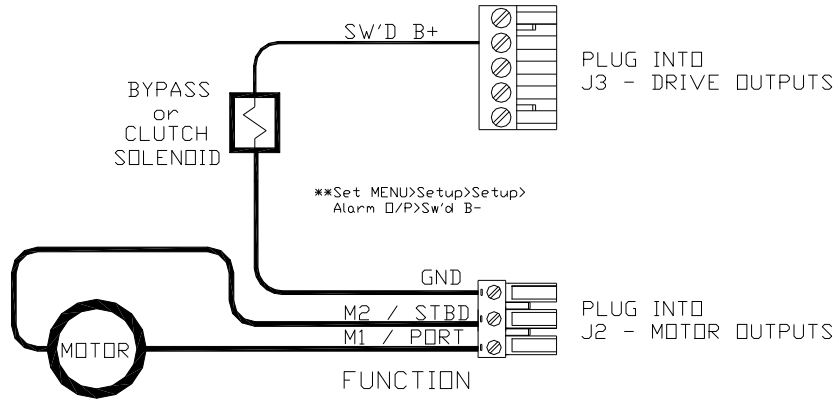 SW'D B+
PLUG INTO
J3 - DRIVE OUTPUTS
BYPASS
or
CLUTCH
SOLENOID
**Set MENU>Setup>Setup>
Alarm O/P>Sw'd B-
GND
M2 / STBD
M1 / PORT
PLUG INTO
J2 - MOTOR OUTPUTS
MOTOR
FUNCTION